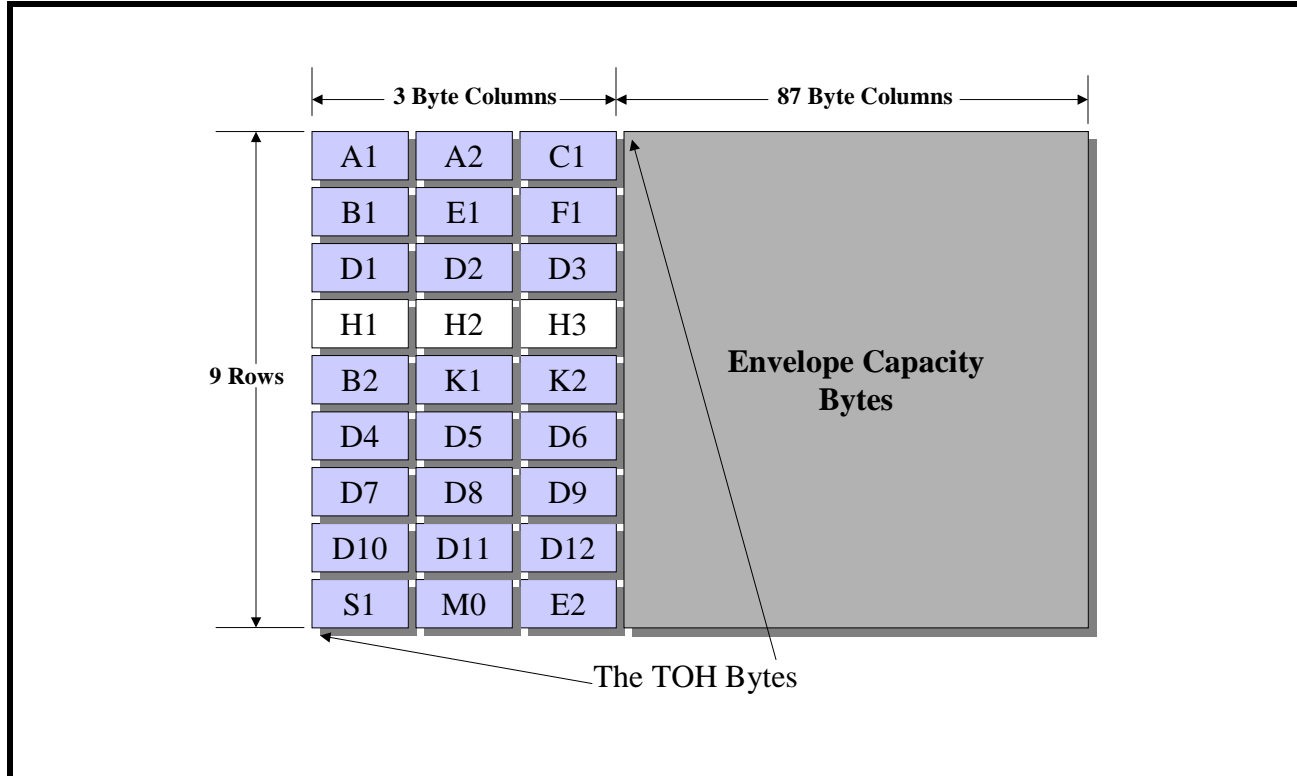 3 Byte Columns 87 Byte Columns
A1 A2 C1
B1 E1 F1
D1 D2 D3
H1 H2 H3
9 Rows
B2 K1 K2
D4 D5 D6
D7 D8 D9
D10 D11 D12
S1 M0 E2
Envelope Capacity
Bytes
The TOH Bytes